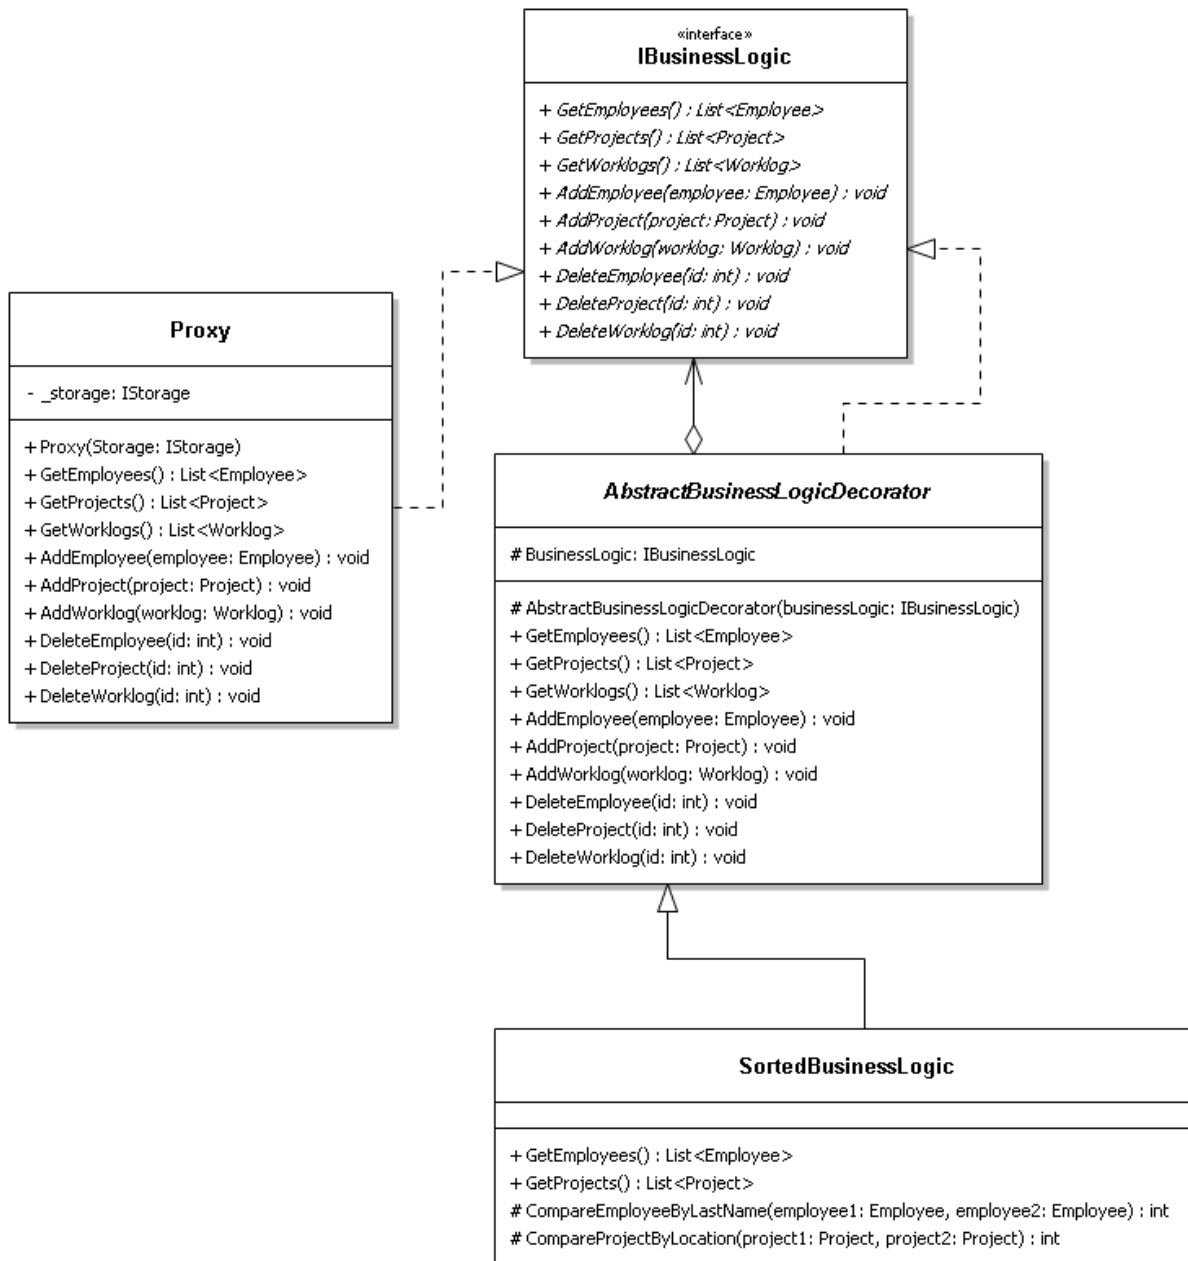 «interface»
IBusinessLogic
+ GetEmployees() : List<Employee>
+ GetProjects() : List<Project>
+ GetWorklogs() : List<Worklog>
+ AddEmployee(employee: Employee) : void
+ AddProject(project: Project) : void
+ AddWorklog(worklog: Worklog) : void
+ DeleteEmployee(id: int) : void
+ DeleteProject(id: int) : void
+ DeleteWorklog(id: int) : void
Proxy
- _storage: IStorage
+ Proxy(Storage: IStorage)
+ GetEmployees() : List<Employee>
+ GetProjects() : List<Project>
+ GetWorklogs() : List<Worklog>
+ AddEmployee(employee: Employee) : void
+ AddProject(project: Project) : void
+ AddWorklog(worklog: Worklog) : void
+ DeleteEmployee(id: int) : void
+ DeleteProject(id: int) : void
+ DeleteWorklog(id: int) : void
AbstractBusinessLogicDecorator
# BusinessLogic: IBusinessLogic
# AbstractBusinessLogicDecorator(businessLogic: IBusinessLogic)
+ GetEmployees() : List<Employee>
+ GetProjects() : List<Project>
+ GetWorklogs() : List<Worklog>
+ AddEmployee(employee: Employee) : void
+ AddProject(project: Project) : void
+ AddWorklog(worklog: Worklog) : void
+ DeleteEmployee(id: int) : void
+ DeleteProject(id: int) : void
+ DeleteWorklog(id: int) : void
SortedBusinessLogic
+ GetEmployees() : List<Employee>
+ GetProjects() : List<Project>
# CompareEmployeeByLastName(employee1: Employee, employee2: Employee) : int
# CompareProjectByLocation(project1: Project, project2: Project) : int